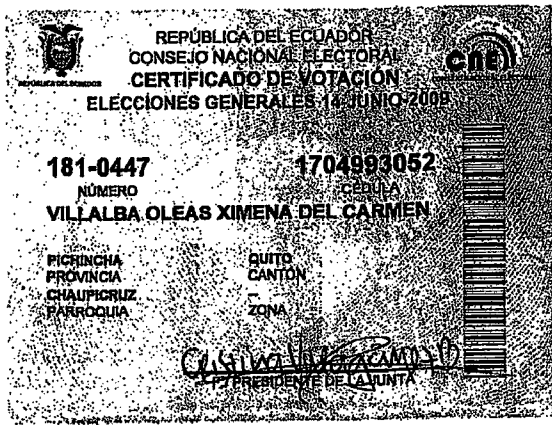 REPÚBLICA DEL ECUADOR
CONSEJO NACIONAL ELECTORAL
CERTIFICADO DE VOTACIÓN
ELECCIONES GENERALES 14-JUNIO-2009
REPÚBLICA DEL ECUADOR
CNE
181-0447
NÚMERO
1704993052
CÉDULA
VILLALBA OLEAS XIMENA DEL CARMEN
PICHINCHA
PROVINCIA
QUITO
CANTÓN
CHAUPICRUZ
PARROQUIA
-
ZONA
F) PRESIDENTE DE LA JUNTA